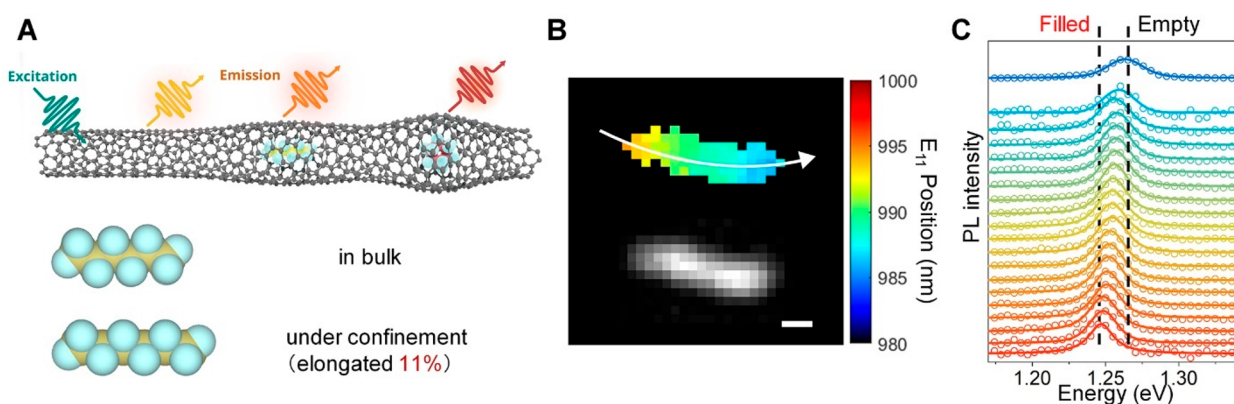 A
Excitation
Emission
in bulk
under confinement
(elongated 11%)
B
1000
995
990
985
980
E11 Position (nm)
C
Filled
Empty
PL intensity
1.20
1.25
1.30
Energy (eV)